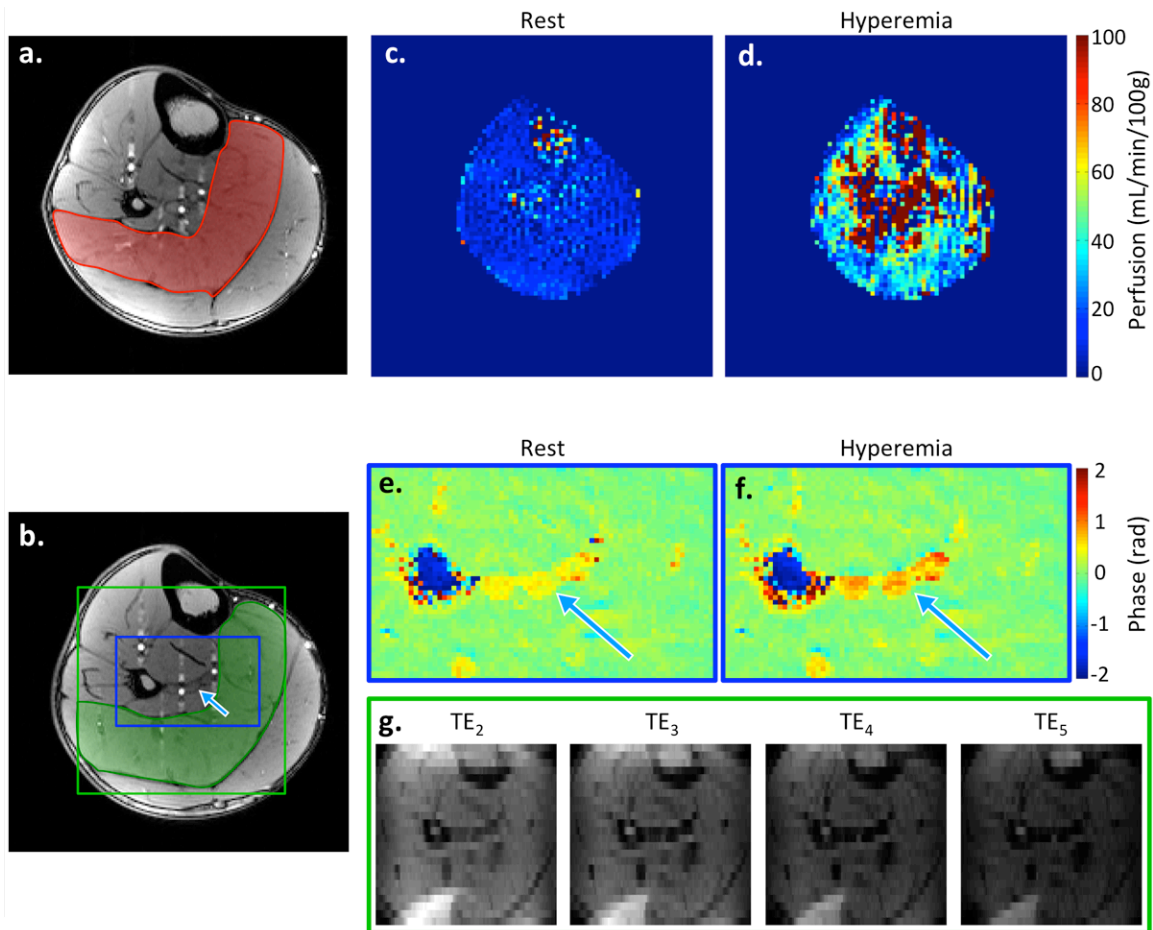 Rest
Hyperemia
a.
c.
d.
100
80
60
40
20
0
Perfusion (mL/min/100g)
Rest
Hyperemia
b.
e.
f.
2
1
0
-1
-2
Phase (rad)
g.
TE₂
TE₃
TE₄
TE₅